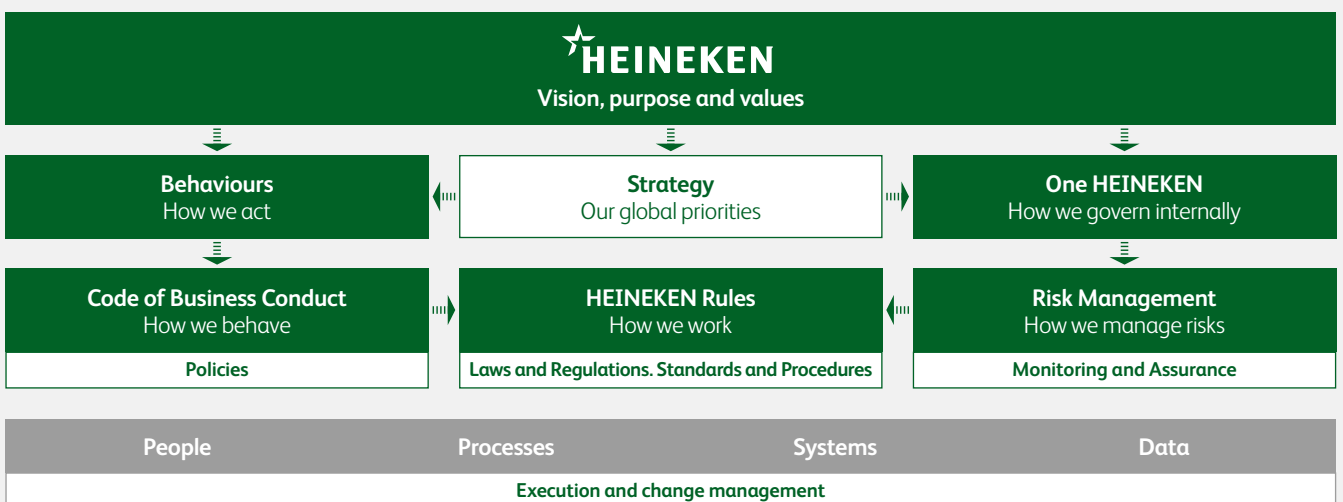 HEINEKEN
Vision, purpose and values
Behaviours
How we act
Strategy
Our global priorities
One HEINEKEN
How we govern internally
Code of Business Conduct
How we behave
Policies
HEINEKEN Rules
How we work
Laws and Regulations. Standards and Procedures
Risk Management
How we manage risks
Monitoring and Assurance
People
Processes
Systems
Data
Execution and change management